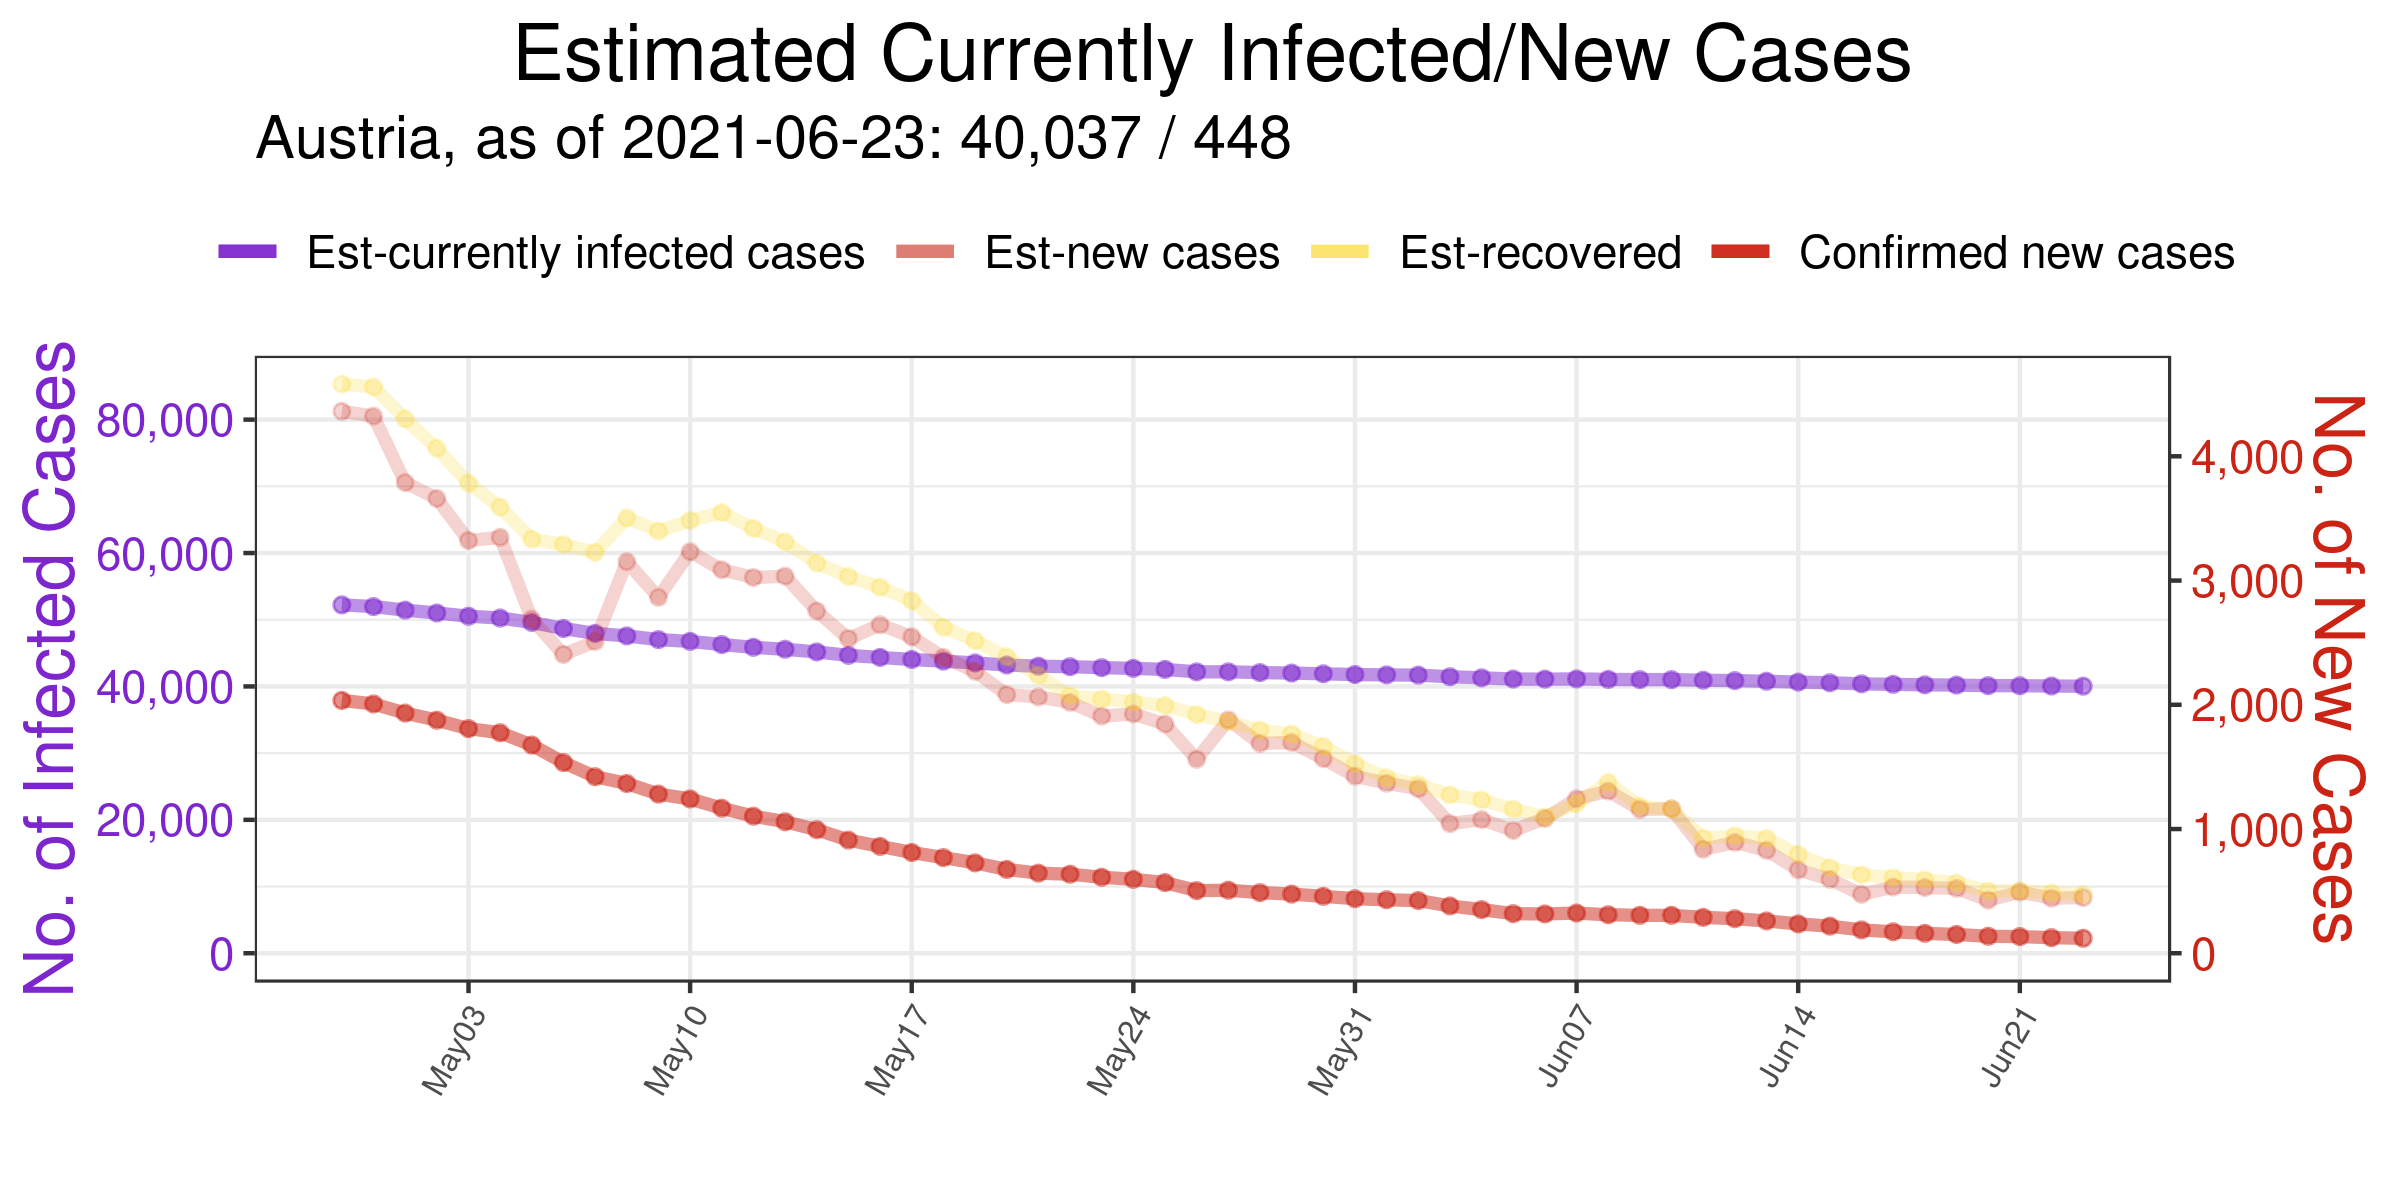 Estimated Currently Infected/New Cases
Austria, as of 2021-06-23: 40,037 / 448
Est-currently infected cases
Est-new cases
Est-recovered
Confirmed new cases
No. of Infected Cases
80,000
60,000
40,000
20,000
0
No. of New Cases
4,000
3,000
2,000
1,000
0
May03
May10
May17
May24
May31
Jun07
Jun14
Jun21